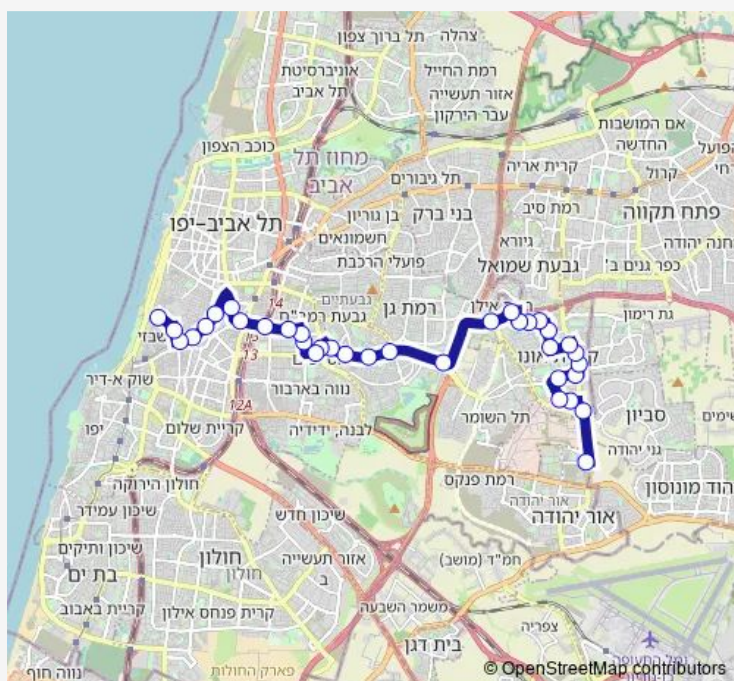 צהלה
תל ברוך צפון
אוניברסיטת
תל אביב
רמת החייל
אזור תעשייה
עבר הירקון
אם המושבות
החדשה
כוכב הצפון
מחוז תל
אביב
קרית אריה
קרול
תל גיבורים
בני ברק
בן גוריון
חשמונאים
רמת סיב
פתח תקווה
תל אביב–יפו
גיורא
פועלי הרכבת
גבעת שמואל
כפר גנים ב'
גבעתיים
14
רמת גן
גת רימון
13
שוק א-דיר
נווה בארבור
סביון
12A
תל השומר
יפו
קריית שלום
לבנה, ידידיה
גני יהודה
חולון הירוקה
רמת פנקס
אור יהודה
אור יהודה
שיכון עמידר
שיכון חדש
שיכון ותיקים
חולון
חולון
אזור תעשייה
ב
חמ"ד (מושב)
בת ים
קריית באבוב
קרית פנחס אילון
משמר השבעה
צפריה
בית דגן
פארק החולות
נווה חוף
© OpenStreetMap contributors